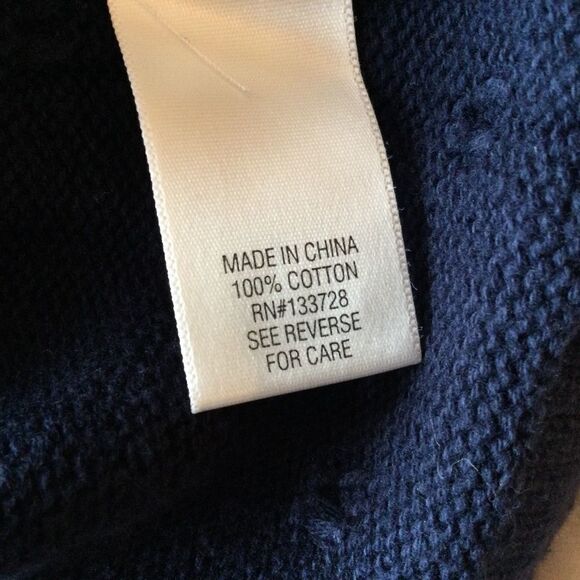 MADE IN CHINA
100% COTTON
RN#133728
SEE REVERSE
FOR CARE